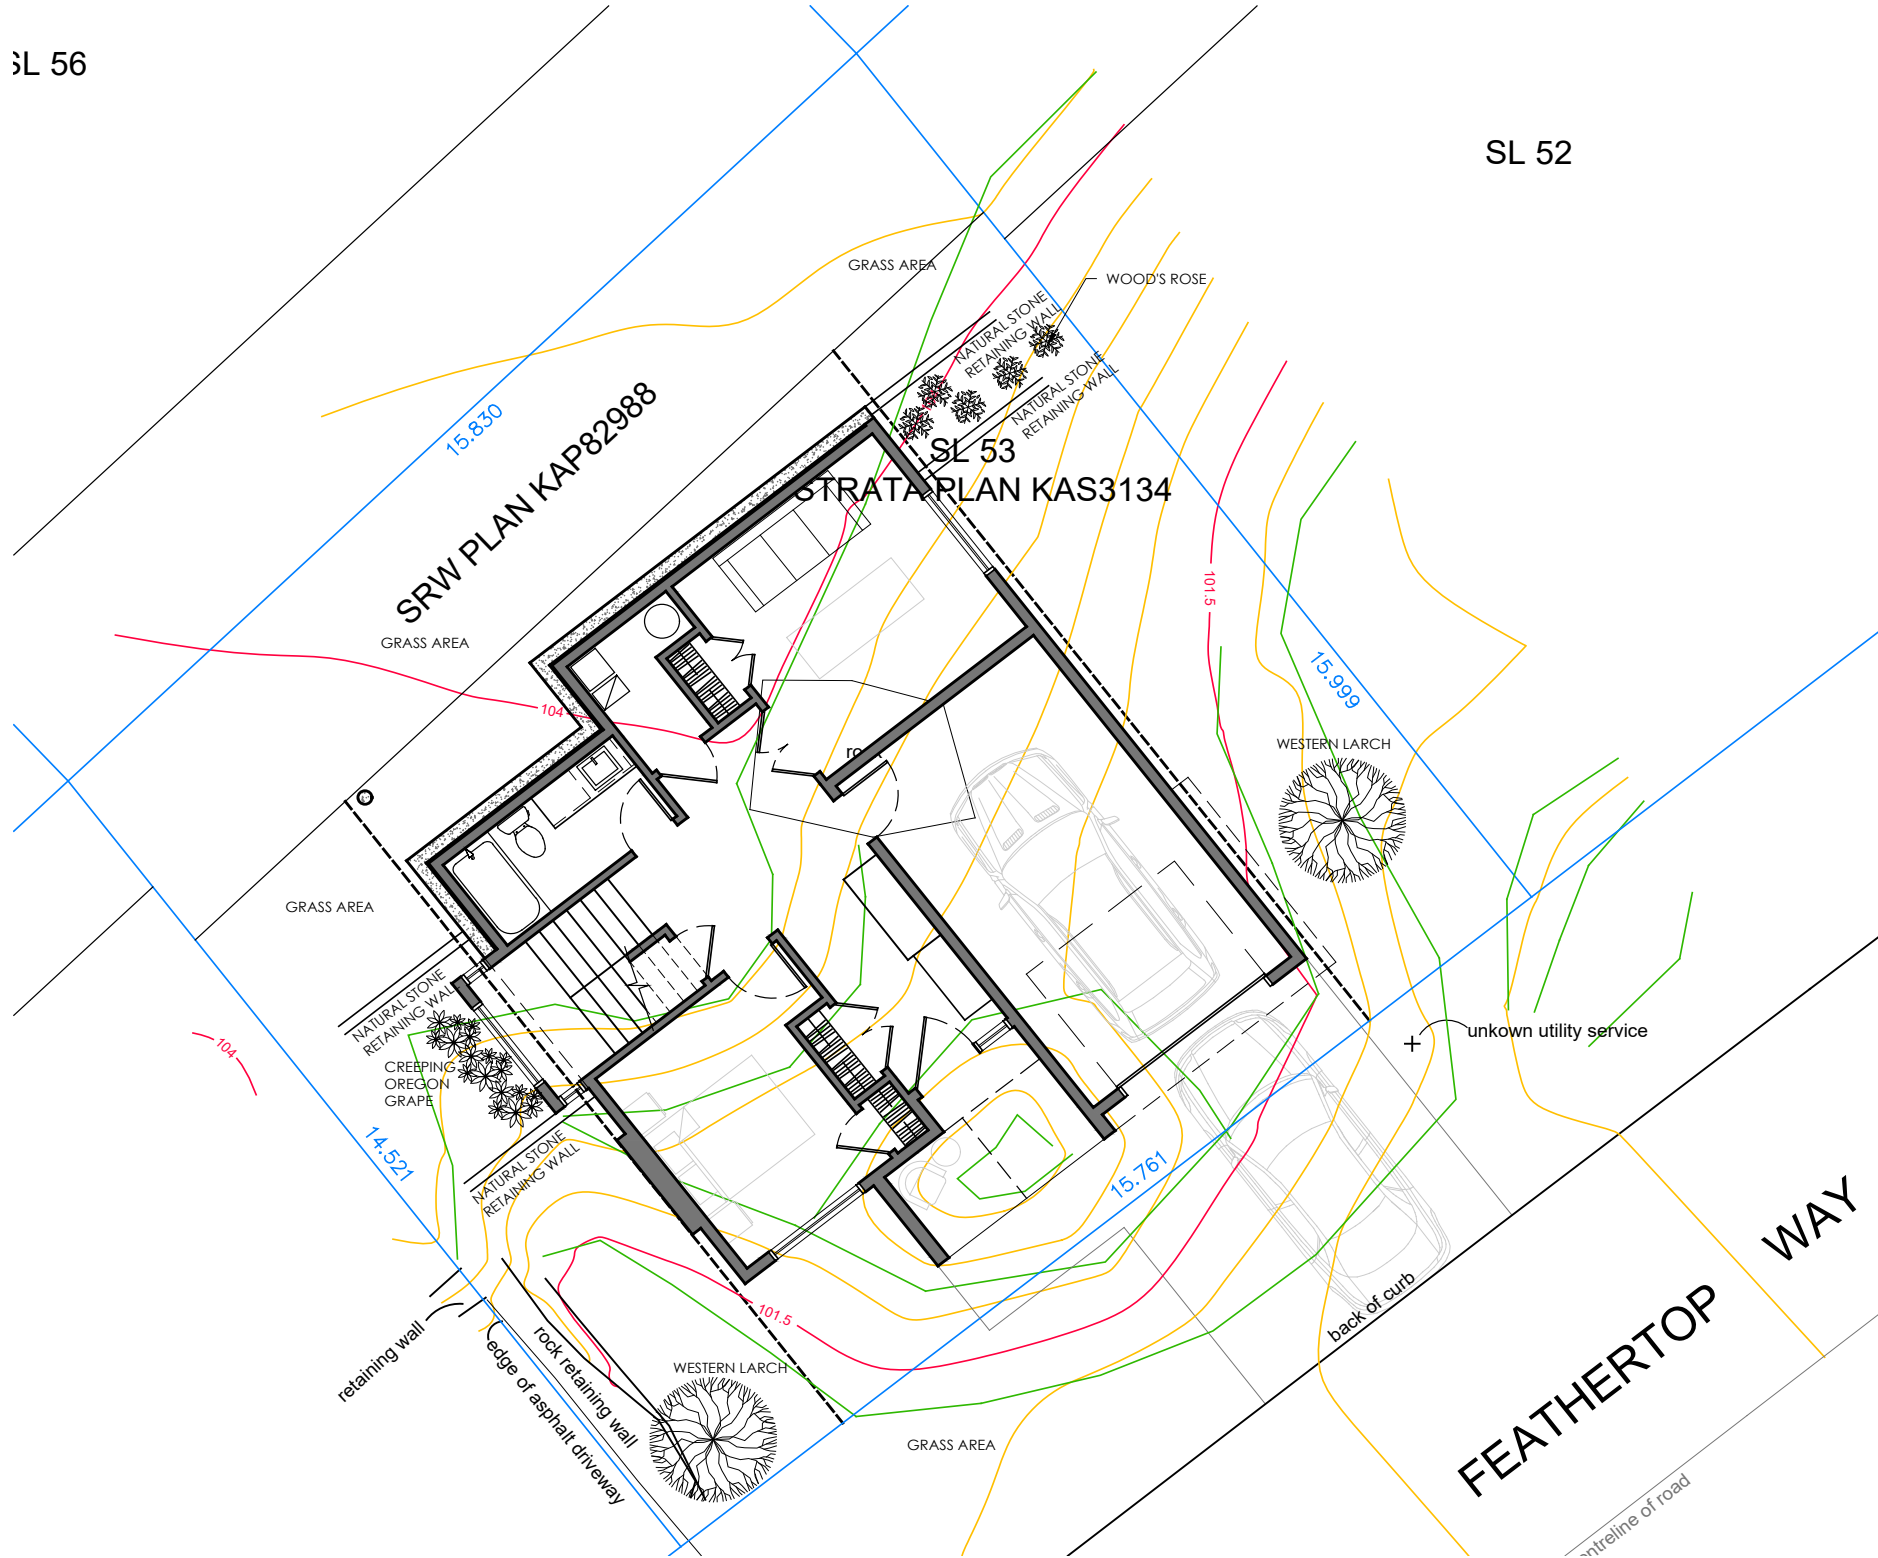 SL 56
SL 52
GRASS AREA
WOOD'S ROSE
NATURAL STONE
RETAINING WALL
NATURAL STONE
RETAINING WALL
15.830
SRW PLAN KAP82988
SL 53
STRATA PLAN KAS3134
101.5
GRASS AREA
15.999
104
WESTERN LARCH
GRASS AREA
NATURAL STONE
RETAINING WALL
unkown utility service
104
CREEPING
OREGON
GRAPE
14.521
NATURAL STONE
RETAINING WALL
15.761
WAY
101.5
back of curb
FEATHERTOP
retaining wall
rock retaining wall
edge of asphalt driveway
WESTERN LARCH
GRASS AREA
of road